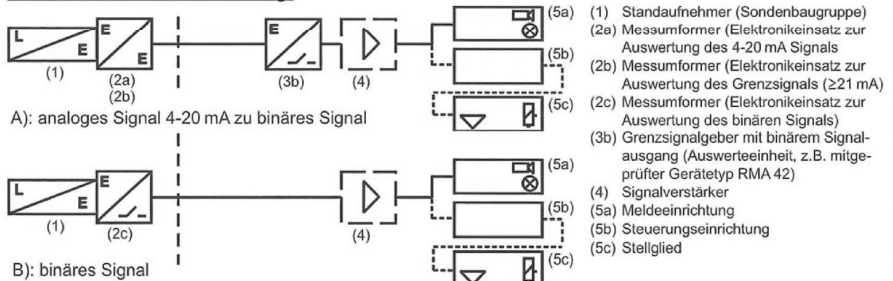 L
E
E
E
E
(1)
(2a)
(2b)
(3b)
(4)
(5a)
(5b)
(5c)
A): analoges Signal 4-20 mA zu binäres Signal
L
E
E
(1)
(2c)
(4)
(5a)
(5b)
(5c)
B): binäres Signal
(1) Standaufnehmer (Sondenbaugruppe)
(2a) Messumformer (Elektronikeinsatz zur
Auswertung des 4-20 mA Signals
(2b) Messumformer (Elektronikeinsatz zur
Auswertung des Grenzsignals (≥21 mA)
(2c) Messumformer (Elektronikeinsatz zur
Auswertung des binären Signals)
(3b) Grenzsignalgeber mit binärem Signal-
ausgang (Auswerteeinheit, z.B. mitge-
prüfter Gerätetyp RMA 42)
(4) Signalverstärker
(5a) Meldeeinrichtung
(5b) Steuerungseinrichtung
(5c) Stellglied